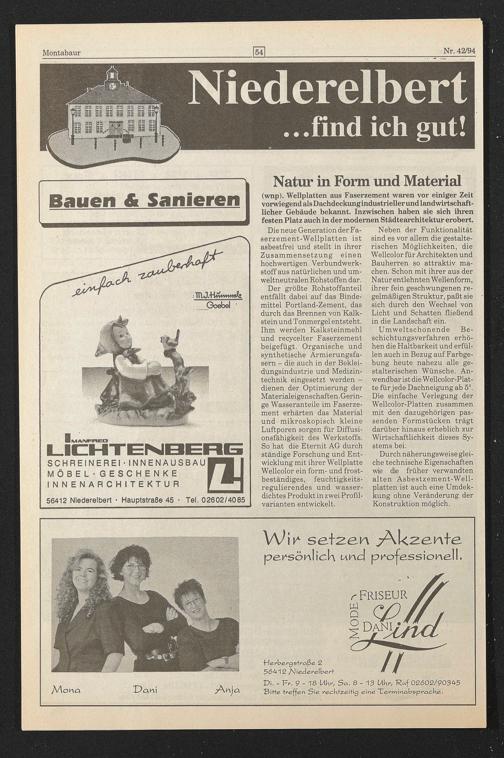 Montabaur
54
Nr. 42/94
Niederelbert
...find ich gut!
Bauen & Sanieren
einfach zauberhaft
M.J. Hummel
Goebel
MANFRED
LICHTENBERG
SCHREINEREI · INNENAUSBAU
MÖBEL · GESCHENKE
INNENARCHITEKTUR
56412 Niederelbert · Hauptstraße 45 · Tel. 02602/4085
Natur in Form und Material
(wnp). Wellplatten aus Faserzement waren vor einiger Zeit
vorwiegend als Dachdeckung industrieller und landwirtschaft-
licher Gebäude bekannt. Inzwischen haben sie sich ihren
festen Platz auch in der modernen Städtearchitektur erobert.
Die neue Generation der Fa-
serzement-Wellplatten ist
asbestfrei und stellt in ihrer
Zusammensetzung einen
hochwertigen Verbundwerk-
stoff aus natürlichen und um-
weltneutralen Rohstoffen dar.
Der größte Rohstoffanteil
entfällt dabei auf das Binde-
mittel Portland-Zement, das
durch das Brennen von Kalk-
stein und Tonmergel entsteht.
Ihm werden Kalksteinmehl
und recycelter Faserzement
beigefügt. Organische und
synthetische Armierungsfa-
sern – die auch in der Beklei-
dungsindustrie und Medizin-
technik eingesetzt werden –
dienen der Optimierung der
Materialeigenschaften. Gerin-
ge Wasseranteile im Faserze-
ment erhärten das Material
und mikroskopisch kleine
Luftporen sorgen für Diffusi-
onsfähigkeit des Werkstoffs.
So hat die Eternit AG durch
ständige Forschung und Ent-
wicklung mit ihrer Wellplatte
Wellcolor ein form- und frost-
beständiges, feuchtigkeits-
regulierendes und wasser-
dichtes Produkt in zwei Profil-
varianten entwickelt.
Neben der Funktionalität
sind es vor allem die gestalte-
rischen Möglichkeiten, die
Wellcolor für Architekten und
Bauherren so attraktiv ma-
chen. Schon mit ihrer aus der
Natur entlehnten Wellenform,
ihrer fein geschwungenen re-
gelmäßigen Struktur, paßt sie
sich durch den Wechsel von
Licht und Schatten fließend
in die Landschaft ein.
Umweltschonende Be-
schichtungsverfahren erhö-
hen die Haltbarkeit und erfül-
len auch in Bezug auf Farbge-
bung heute nahezu alle ge-
stalterischen Wünsche. An-
wendbar ist die Wellcolor-Plat-
te für jede Dachneigung ab 5°.
Die einfache Verlegung der
Wellcolor-Platten zusammen
mit den dazugehörigen pas-
senden Formstücken trägt
darüber hinaus erheblich zur
Wirtschaftlichkeit dieses Sy-
stems bei.
Durch näherungsweise glei-
che technische Eigenschaften
wie die früher verwandten
alten Asbestzement-Well-
platten ist auch eine Umdek-
kung ohne Veränderung der
Konstruktion möglich.
Mona
Dani
Anja
Wir setzen Akzente
persönlich und professionell.
MODE
FRISEUR
DANI
Lind
Herbergstraße 2
56412 Niederelbert
Di. - Fr. 9 - 18 Uhr, Sa. 8 - 13 Uhr, Ruf 02602/90345
Bitte treffen Sie rechtzeitig eine Terminabsprache.